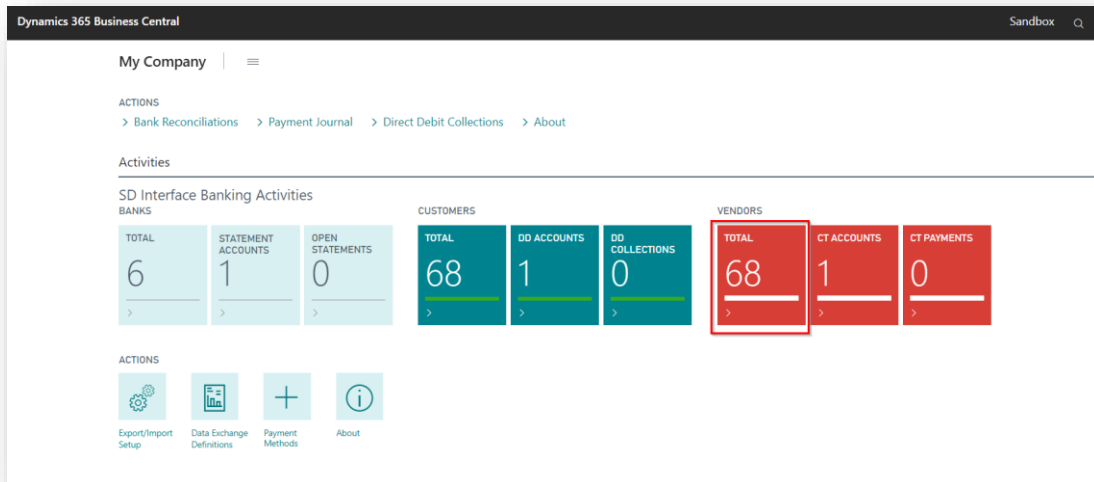 Dynamics 365 Business Central
Sandbox
My Company
ACTIONS
Bank Reconciliations
Payment Journal
Direct Debit Collections
About
Activities
SD Interface Banking Activities
BANKS
CUSTOMERS
VENDORS
TOTAL
6
STATEMENT
ACCOUNTS
1
OPEN
STATEMENTS
0
TOTAL
68
DD ACCOUNTS
1
DD
COLLECTIONS
0
TOTAL
68
CT ACCOUNTS
1
CT PAYMENTS
0
ACTIONS
Export/Import
Setup
Data Exchange
Definitions
Payment
Methods
About